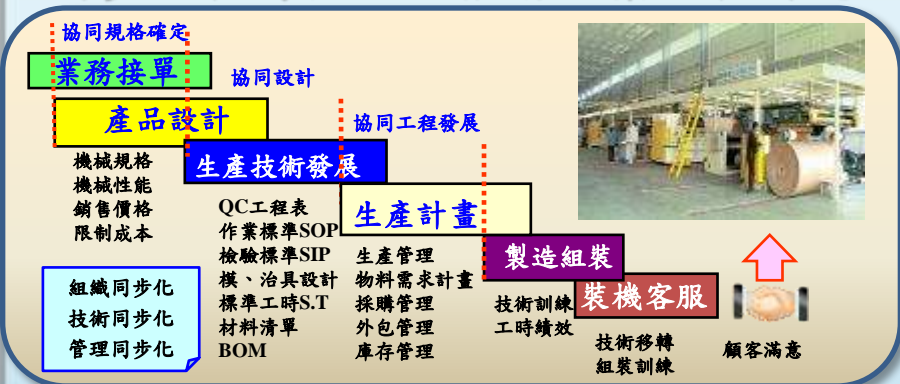 協同規格確定
業務接單
協同設計
產品設計
協同工程發展
機械規格
機械性能
銷售價格
限制成本
生產技術發展
QC工程表
作業標準SOP
檢驗標準SIP
模、治具設計
標準工時S.T
材料清單
BOM
生產計畫
生產管理
物料需求計畫
採購管理
外包管理
庫存管理
製造組裝
技術訓練
工時績效
裝機客服
技術移轉
組裝訓練
顧客滿意
組織同步化
技術同步化
管理同步化